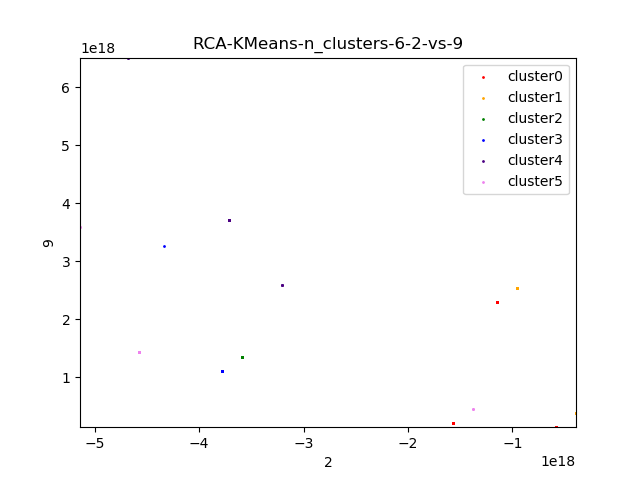 RCA-KMeans-n_clusters-6-2-vs-9
1e18
cluster0
cluster1
cluster2
cluster3
cluster4
cluster5
6
5
4
3
2
1
9
−5 −4 −3 −2 −1
2
1e18